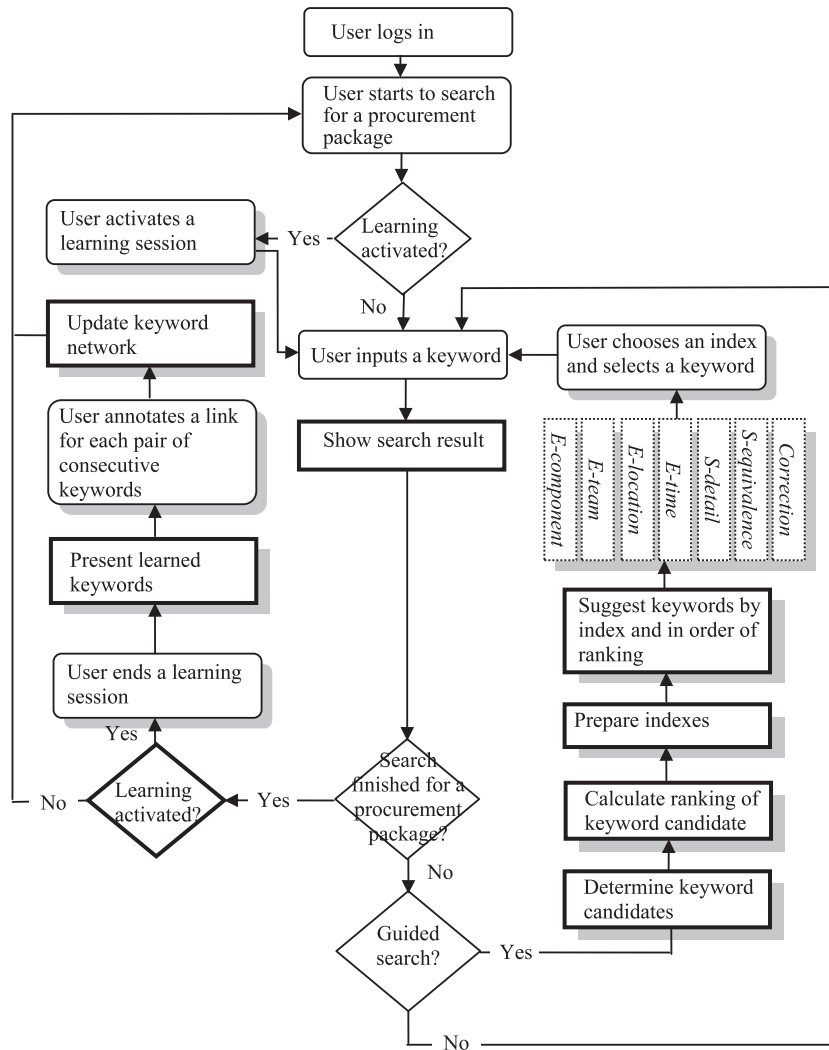 User logs in
User starts to search
for a procurement
package
Learning
activated?
Yes
No
User activates a
learning session
Update keyword
network
User annotates a link
for each pair of
consecutive
keywords
Present learned
keywords
User ends a learning
session
Yes
Learning
activated?
No
Yes
User inputs a keyword
Show search result
Search
finished for a
procurement
package?
No
Guided
search?
Yes
No
User chooses an index
and selects a keyword
E-component
E-team
E-location
E-time
S-detail
S-equivalence
Correction
Suggest keywords by
index and in order of
ranking
Prepare indexes
Calculate ranking of
keyword candidate
Determine keyword
candidates